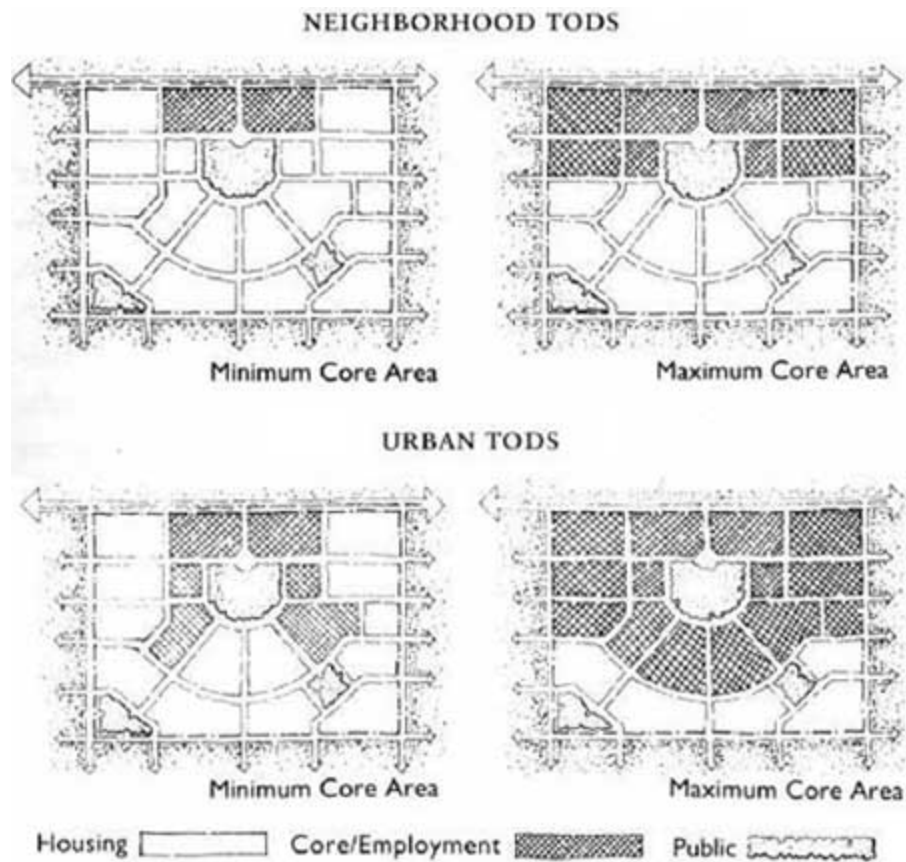 NEIGHBORHOOD TODS
Minimum Core Area
Maximum Core Area
URBAN TODS
Minimum Core Area
Maximum Core Area
Housing
Core/Employment
Public